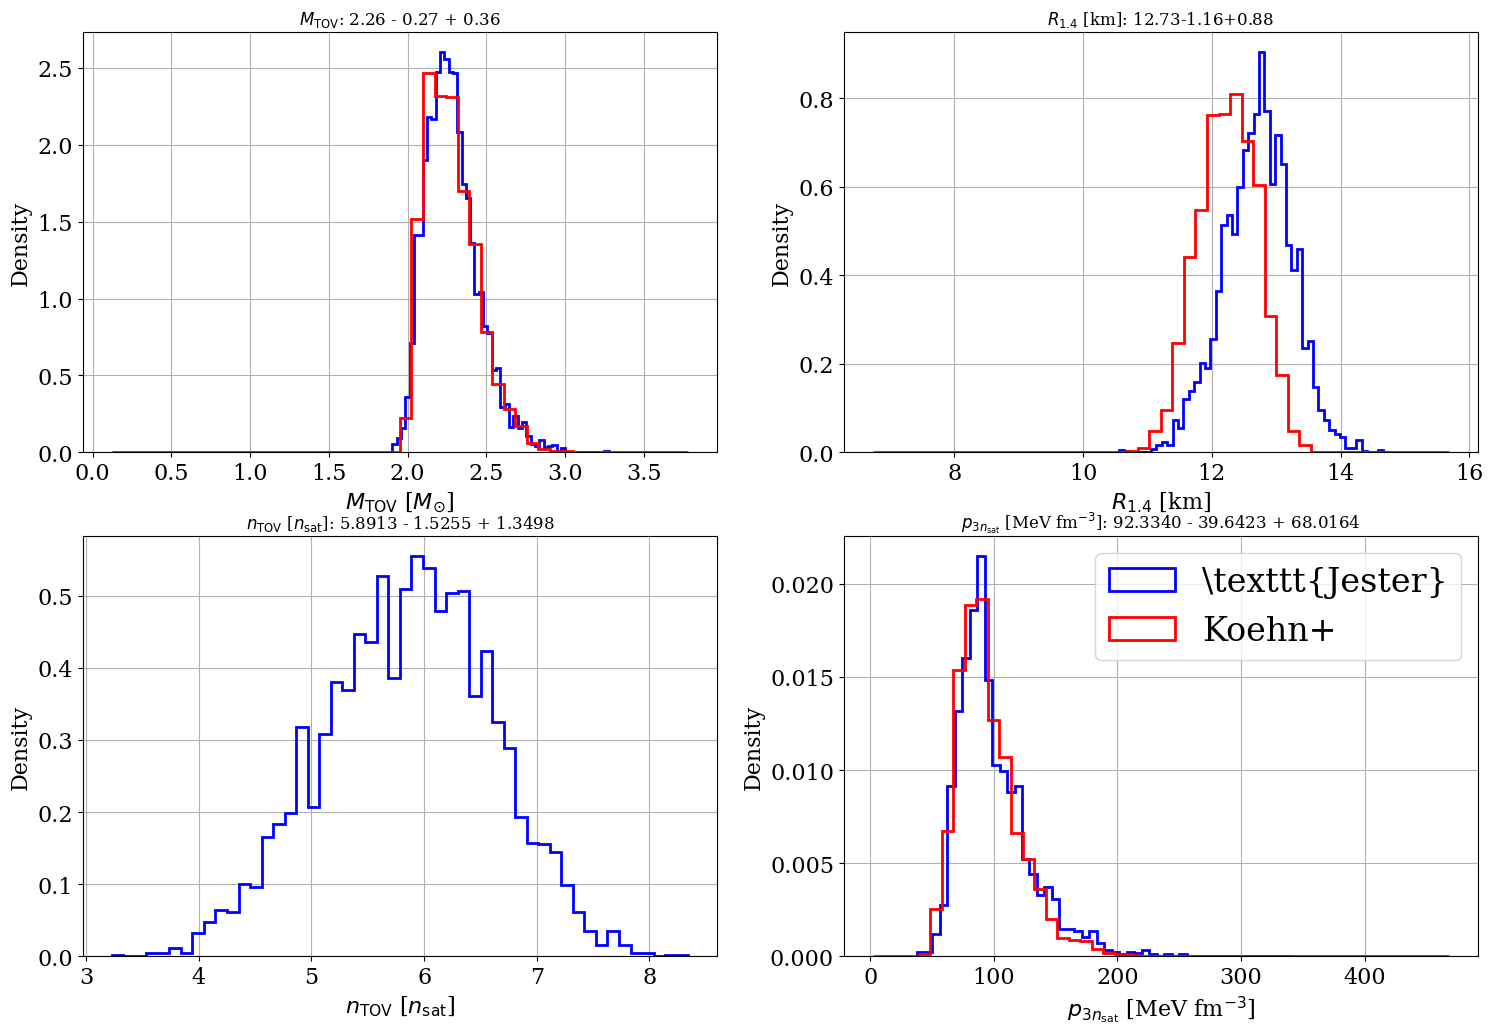 M_TOV: 2.26 - 0.27 + 0.36
Density
2.5
2.0
1.5
1.0
0.5
0.0
0.0 0.5 1.0 1.5 2.0 2.5 3.0 3.5
M_TOV [M_⊙]
R_1.4 [km]: 12.73-1.16+0.88
Density
0.8
0.6
0.4
0.2
0.0
8 10 12 14 16
R_1.4 [km]
n_TOV [n_sat]: 5.8913 - 1.5255 + 1.3498
Density
0.5
0.4
0.3
0.2
0.1
0.0
3 4 5 6 7 8
n_TOV [n_sat]
p_3n_sat [MeV fm⁻³]: 92.3340 - 39.6423 + 68.0164
Density
0.020
0.015
0.010
0.005
0.000
0 100 200 300 400
p_3n_sat [MeV fm⁻³]
\texttt{Jester}
Koehn+